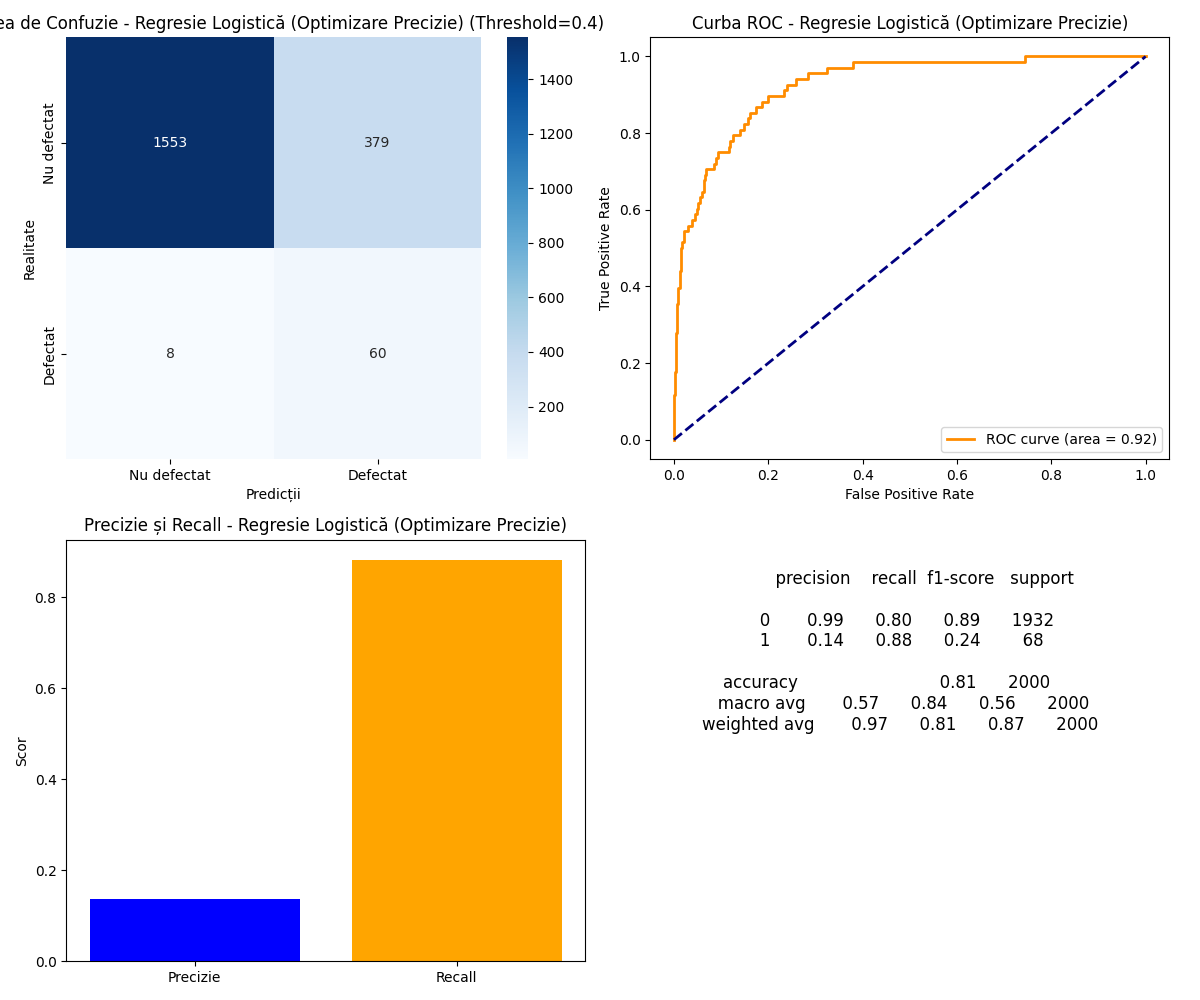 ea de Confuzie - Regresie Logistică (Optimizare Precizie) (Threshold=0.4)
Nu defectat
Defectat
Realitate
1553
379
8
60
1400
1200
1000
800
600
400
200
Nu defectat
Defectat
Predicții
Curba ROC - Regresie Logistică (Optimizare Precizie)
True Positive Rate
1.0
0.8
0.6
0.4
0.2
0.0
ROC curve (area = 0.92)
0.0 0.2 0.4 0.6 0.8 1.0
False Positive Rate
Precizie și Recall - Regresie Logistică (Optimizare Precizie)
Scor
0.8
0.6
0.4
0.2
0.0
Precizie
Recall
precision recall f1-score support
0 0.99 0.80 0.89 1932
1 0.14 0.88 0.24 68
accuracy 0.81 2000
macro avg 0.57 0.84 0.56 2000
weighted avg 0.97 0.81 0.87 2000